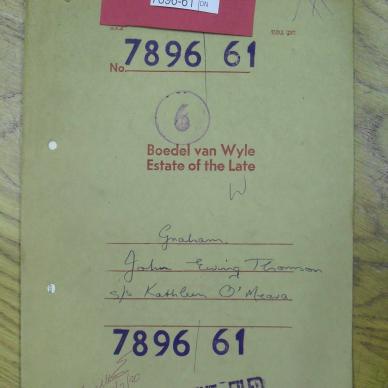 7896-61 DN
No. 7896 61
6
Boedel van Wyle
Estate of the Late
W
Graham
John Ewing Thomson
s/s Kathleen O'Meara
7896/61